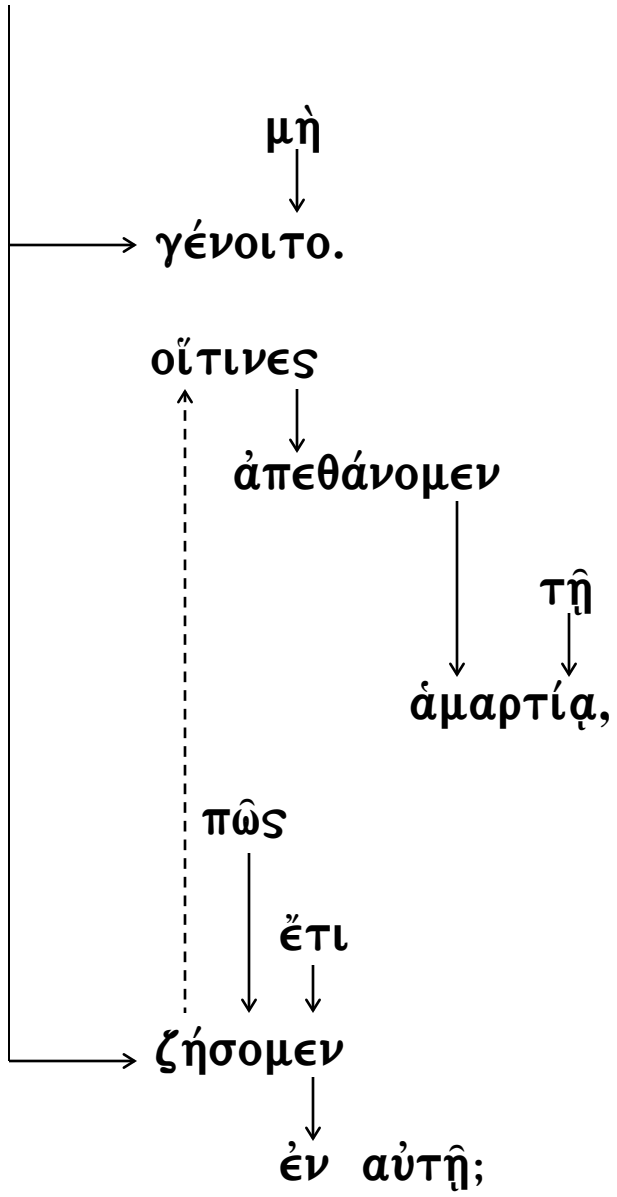 μὴ
γένοιτο.
οἵτινες
ἀπεθάνομεν
τῇ
ἁμαρτίᾳ,
πῶς
ἔτι
ζήσομεν
ἐν αὐτῇ;